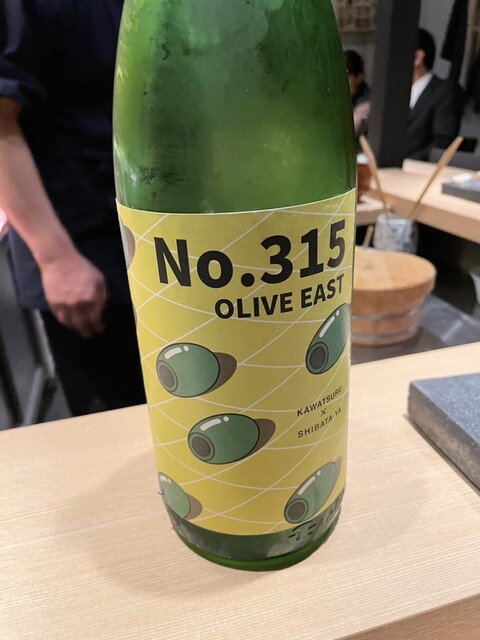 No.315
OLIVE EAST
KAWATSURU
×
SHIBATA-YA